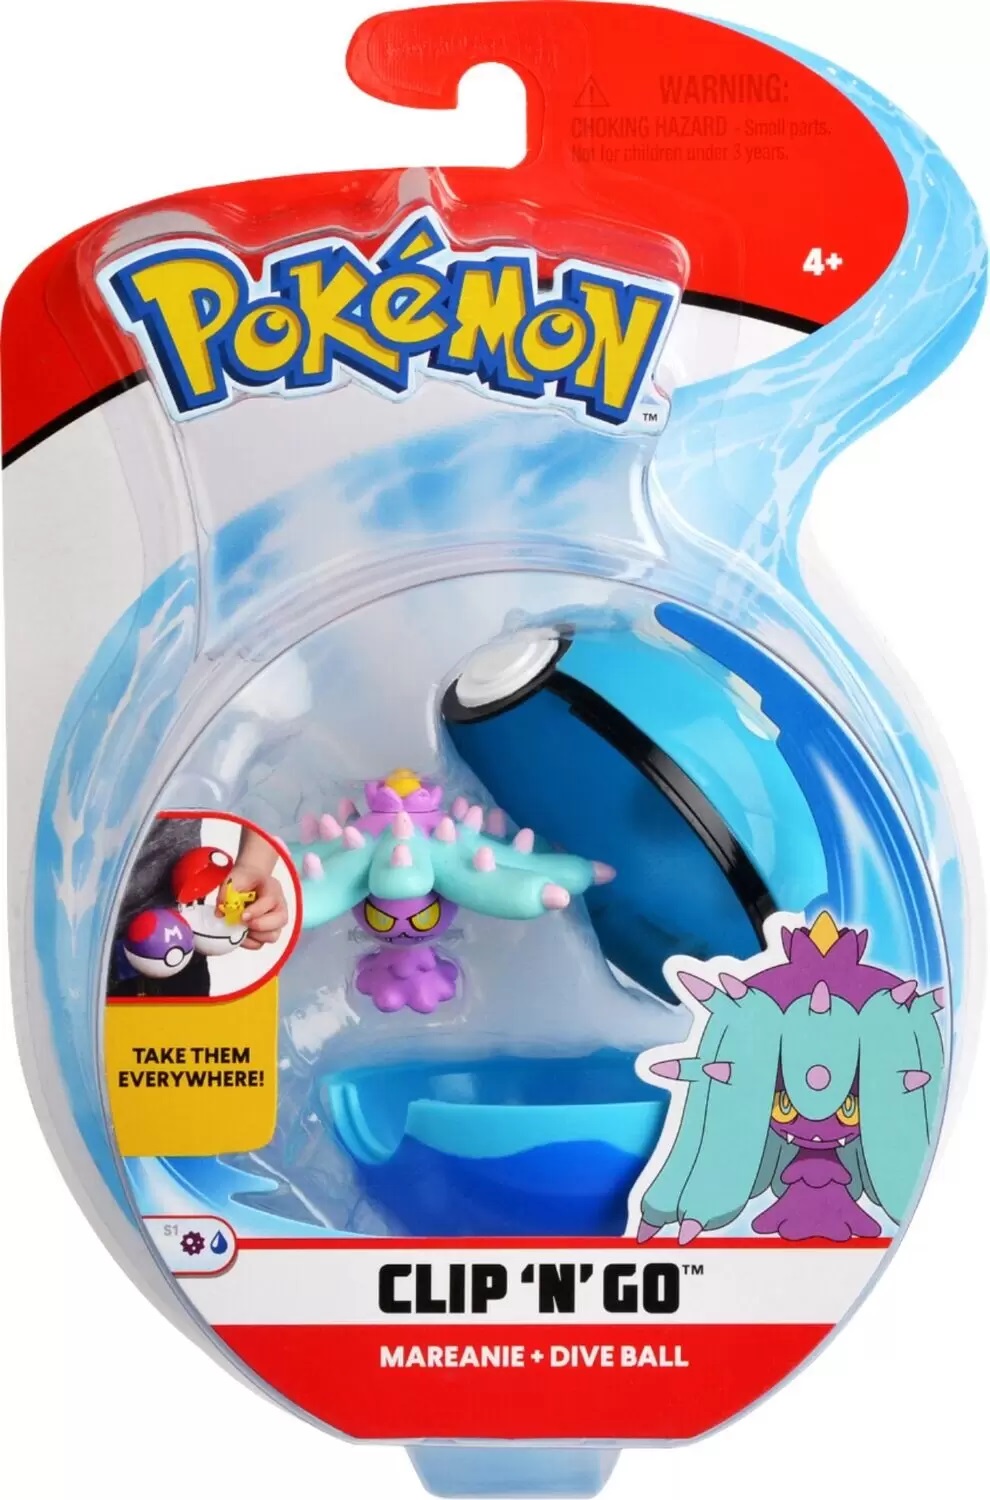 WARNING:
CHOKING HAZARD - Small parts.
Not for children under 3 years.
4+
POKéMON
TM
M
TAKE THEM
EVERYWHERE!
S1
CLIP 'N' GO™
MAREANIE + DIVE BALL